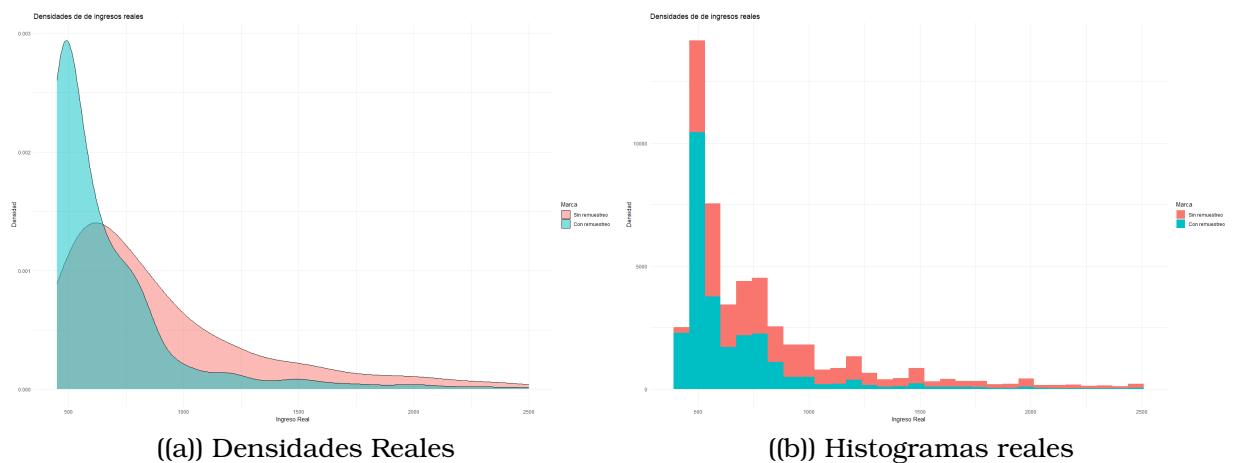 Densidades de de ingresos reales
0.003
0.002
0.001
0.000
Densidad
500
1000
1500
2000
2500
Ingreso Real
Marca
Sin remuestreo
Con remuestreo
((a)) Densidades Reales
Densidades de de ingresos reales
10000
5000
0
Densidad
500
1000
1500
2000
2500
Ingreso Real
Marca
Sin remuestreo
Con remuestreo
((b)) Histogramas reales